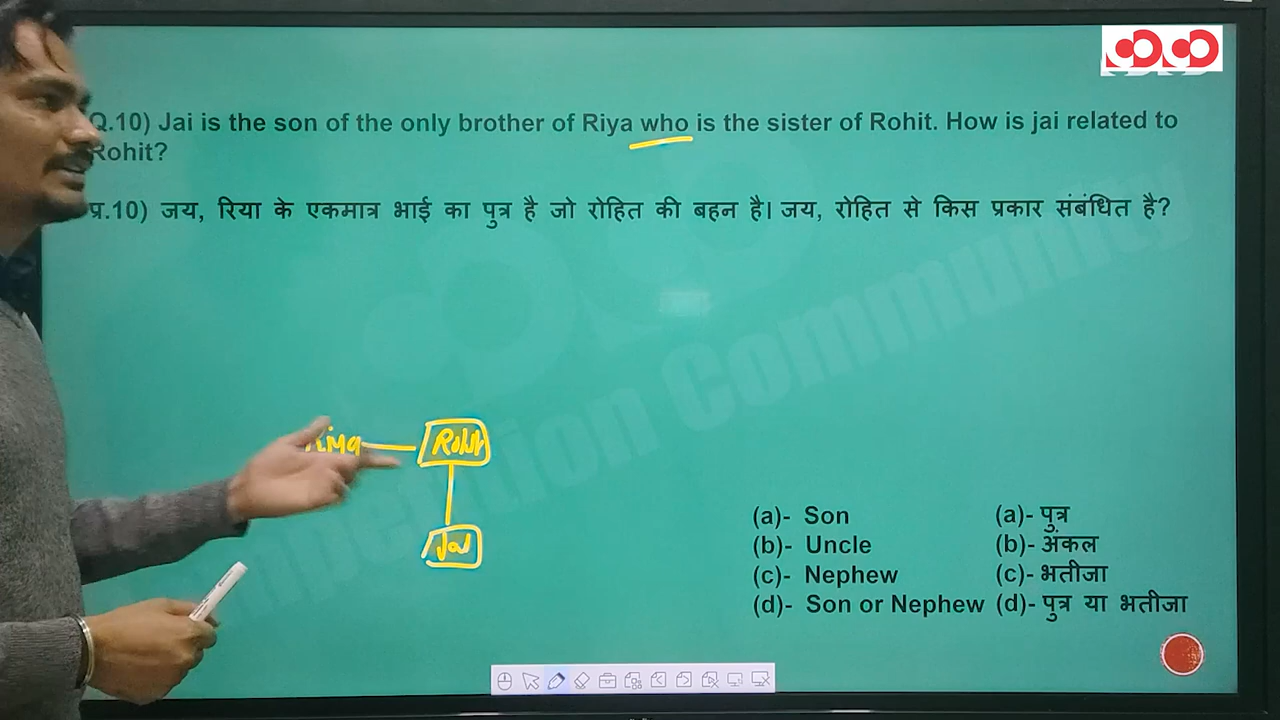 Q.10) Jai is the son of the only brother of Riya who is the sister of Rohit. How is jai related to
Rohit?
प्र.10) जय, रिया के एकमात्र भाई का पुत्र है जो रोहित की बहन है। जय, रोहित से किस प्रकार संबंधित है?
Riya Rohit
Jai
(a)- Son (a)- पुत्र
(b)- Uncle (b)- अंकल
(c)- Nephew (c)- भतीजा
(d)- Son or Nephew (d)- पुत्र या भतीजा
Competition Community